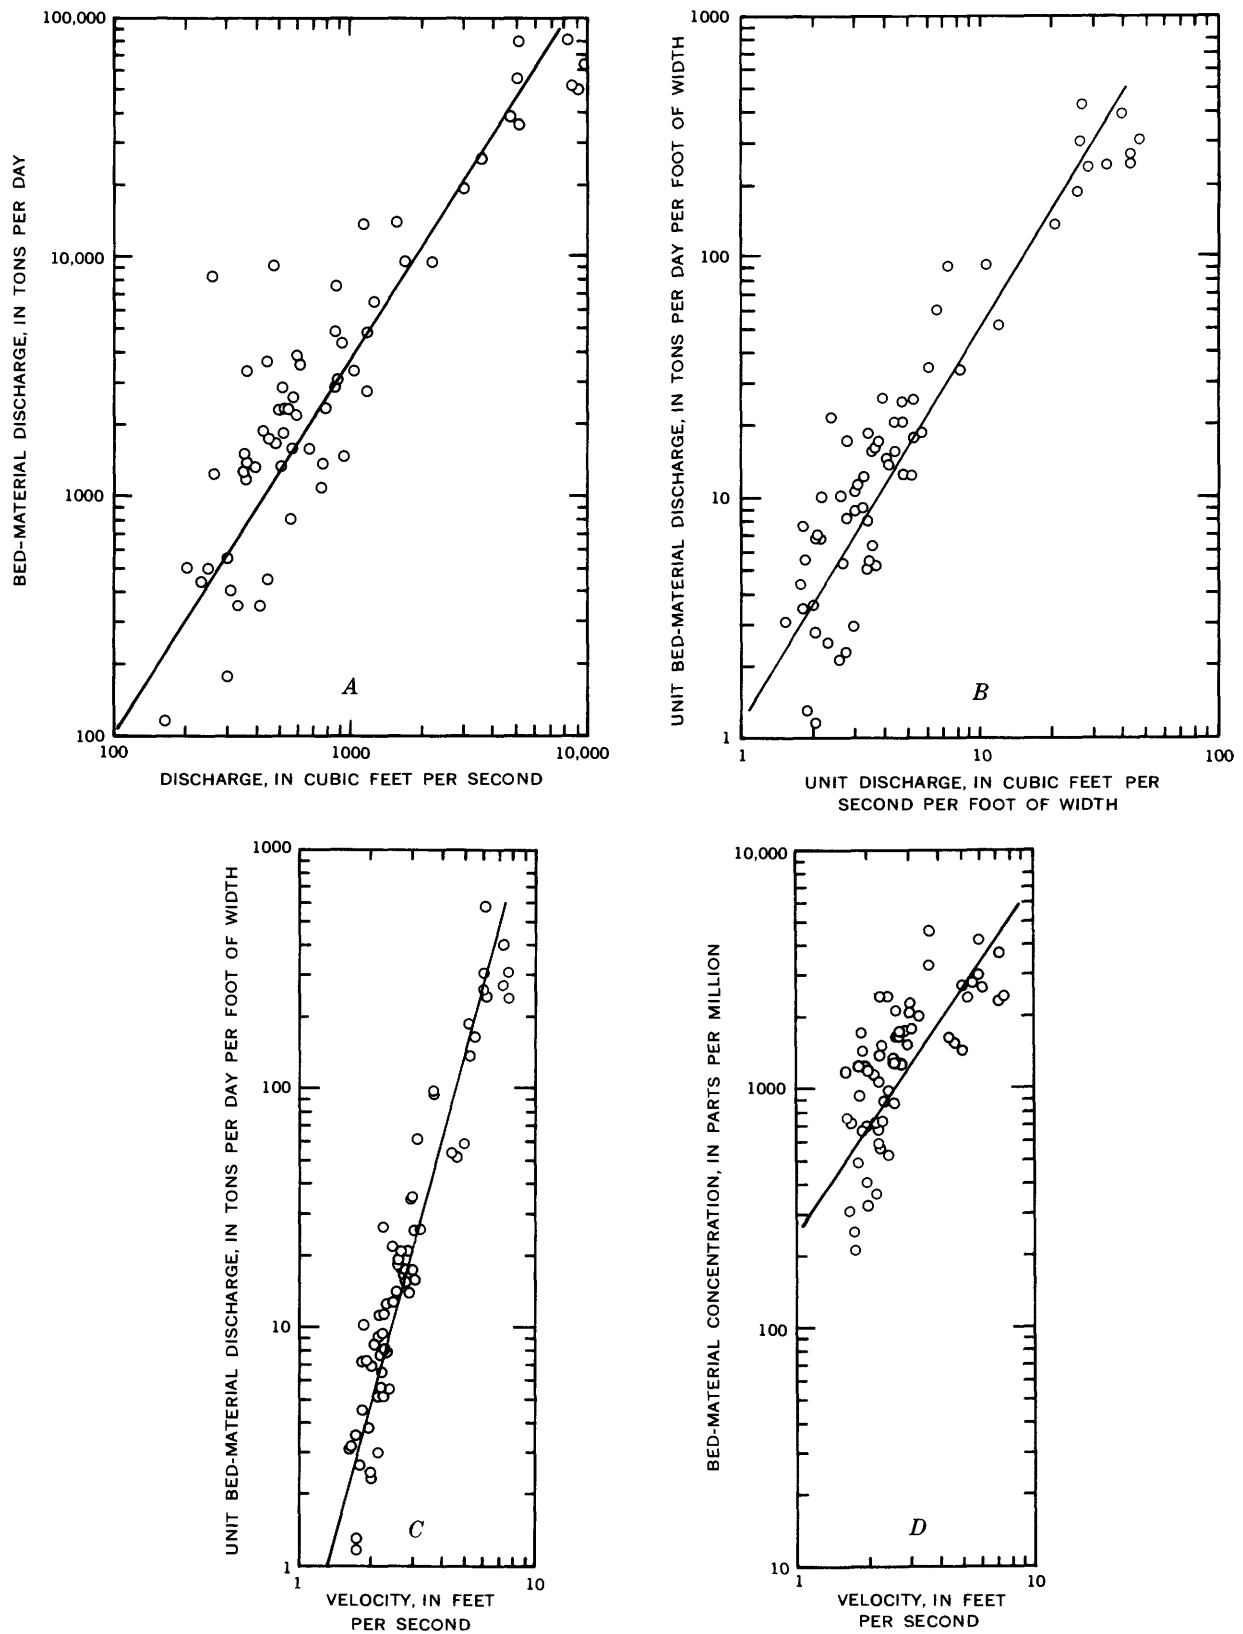 100,000
10,000
1000
100
BED-MATERIAL DISCHARGE, IN TONS PER DAY
A
100
1000
10,000
DISCHARGE, IN CUBIC FEET PER SECOND
1000
100
10
1
UNIT BED-MATERIAL DISCHARGE, IN TONS PER DAY PER FOOT OF WIDTH
B
1
10
100
UNIT DISCHARGE, IN CUBIC FEET PER
SECOND PER FOOT OF WIDTH
1000
100
10
1
UNIT BED-MATERIAL DISCHARGE, IN TONS PER DAY PER FOOT OF WIDTH
C
1
10
VELOCITY, IN FEET
PER SECOND
10,000
1000
100
10
BED-MATERIAL CONCENTRATION, IN PARTS PER MILLION
D
1
10
VELOCITY, IN FEET
PER SECOND